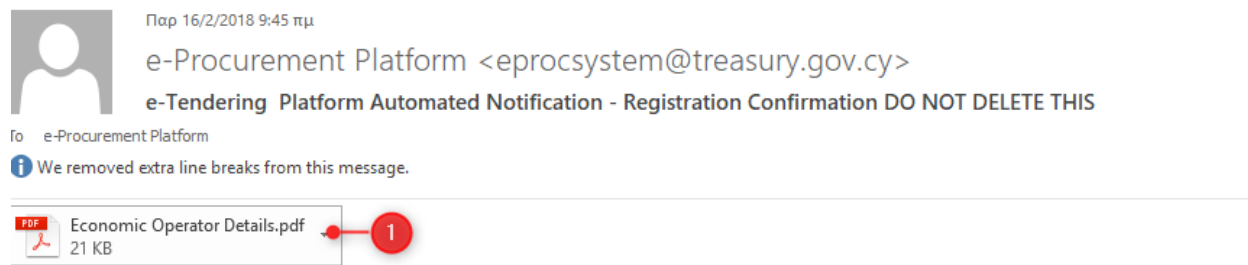 Παρ 16/2/2018 9:45 πμ
e-Procurement Platform <eprocsystem@treasury.gov.cy>
e-Tendering Platform Automated Notification - Registration Confirmation DO NOT DELETE THIS
To e-Procurement Platform
We removed extra line breaks from this message.
PDF
Economic Operator Details.pdf
1
21 KB